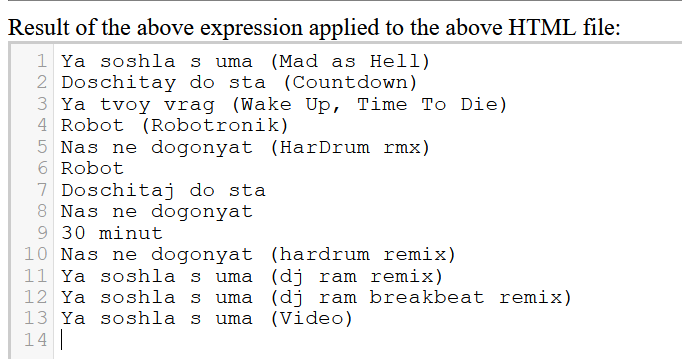 Result of the above expression applied to the above HTML file:
1 Ya soshla s uma (Mad as Hell)
2 Doschitay do sta (Countdown)
3 Ya tvoy vrag (Wake Up, Time To Die)
4 Robot (Robotronik)
5 Nas ne dogonyat (HarDrum rmx)
6 Robot
7 Doschitaj do sta
8 Nas ne dogonyat
9 30 minut
10 Nas ne dogonyat (hardrum remix)
11 Ya soshla s uma (dj ram remix)
12 Ya soshla s uma (dj ram breakbeat remix)
13 Ya soshla s uma (Video)
14